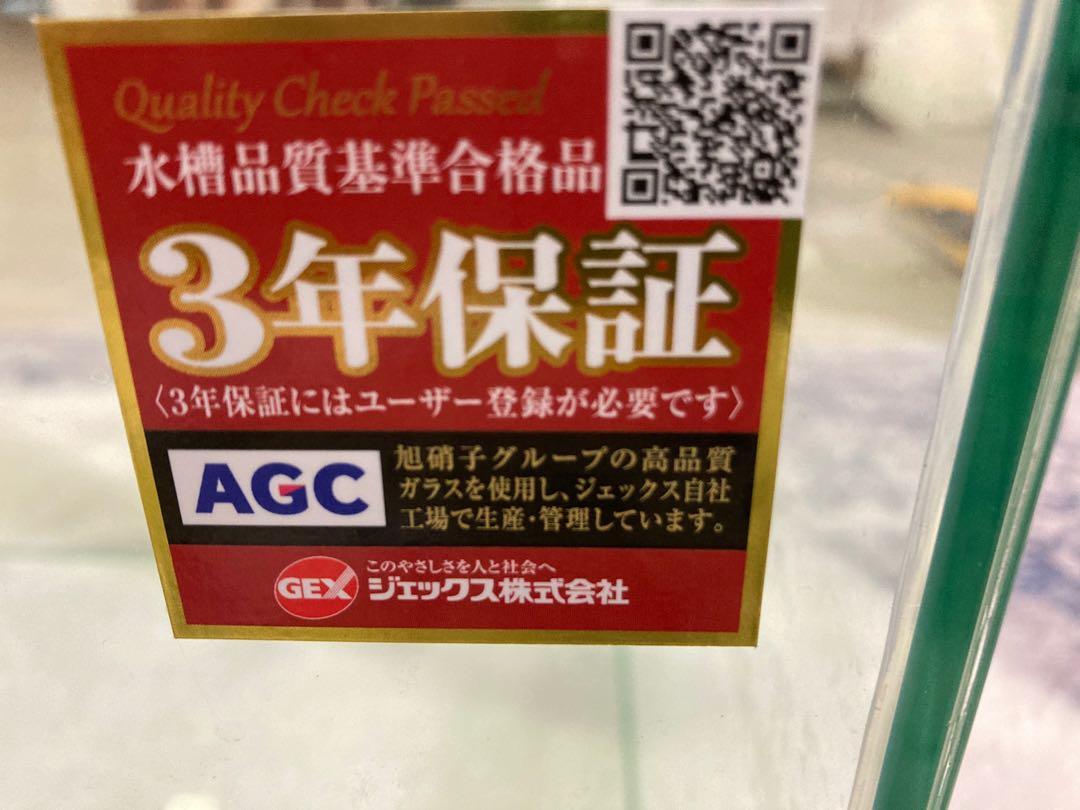 Quality Check Passed
水槽品質基準合格品
3年保証
〈3年保証にはユーザー登録が必要です〉
AGC
旭硝子グループの高品質
ガラスを使用し、ジェックス自社
工場で生産・管理しています。
GEX
このやさしさを人と社会へ
ジェックス株式会社